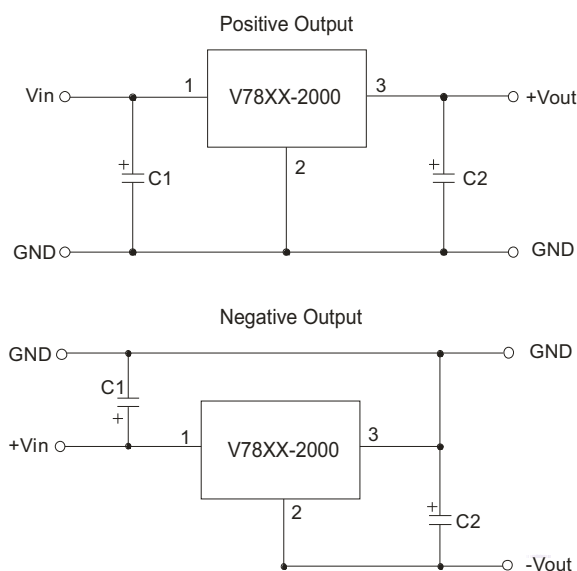 Positive Output
Vin
1
V78XX-2000
3
+Vout
2
+
C1
+
C2
GND
GND
Negative Output
GND
GND
C1
+
+Vin
1
V78XX-2000
3
2
+
C2
-Vout